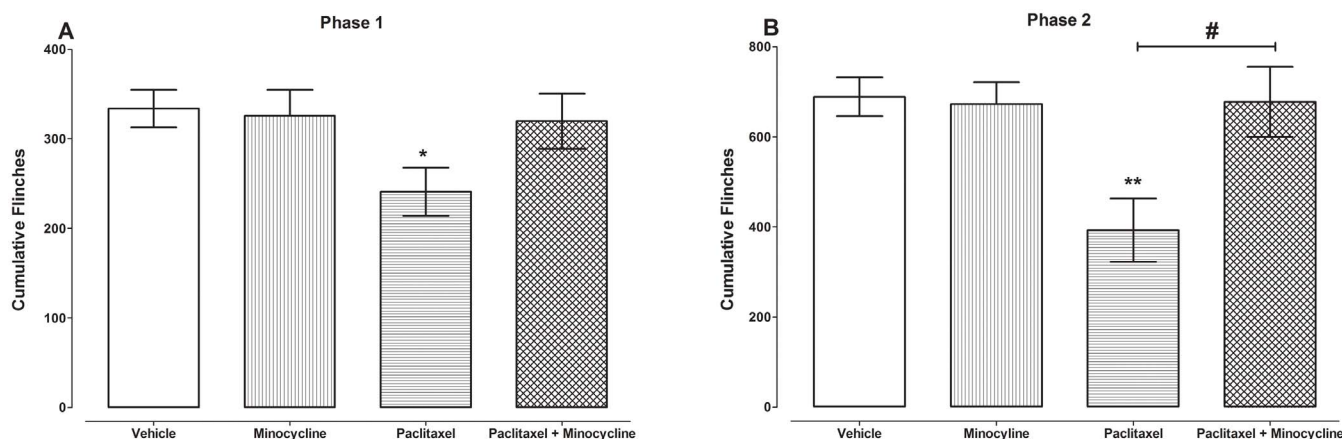 A
Phase 1
Cumulative Flinches
400
300
200
100
0
*
Vehicle
Minocycline
Paclitaxel
Paclitaxel + Minocycline
B
Phase 2
Cumulative Flinches
800
600
400
200
0
**
#
Vehicle
Minocyline
Paclitaxel
Paclitaxel + Minocycline